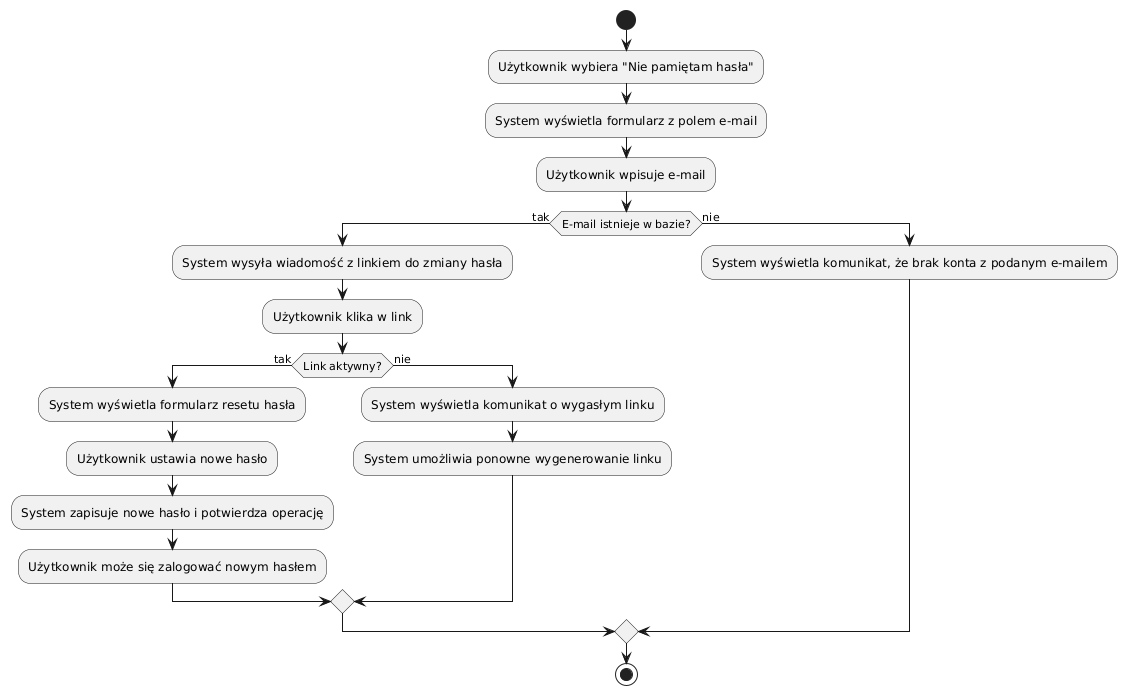 Użytkownik wybiera "Nie pamiętam hasła"
System wyświetla formularz z polem e-mail
Użytkownik wpisuje e-mail
tak
E-mail istnieje w bazie?
nie
System wysyła wiadomość z linkiem do zmiany hasła
System wyświetla komunikat, że brak konta z podanym e-mailem
Użytkownik klika w link
tak
Link aktywny?
nie
System wyświetla formularz resetu hasła
System wyświetla komunikat o wygasłym linku
Użytkownik ustawia nowe hasło
System umożliwia ponowne wygenerowanie linku
System zapisuje nowe hasło i potwierdza operację
Użytkownik może się zalogować nowym hasłem